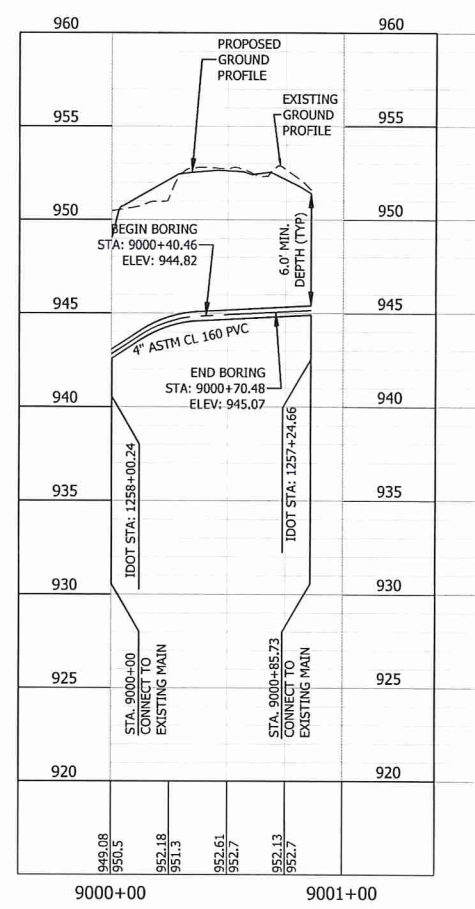 960
960
PROPOSED
GROUND
PROFILE
EXISTING
GROUND
PROFILE
955
955
950
950
BEGIN BORING
STA: 9000+40.46
ELEV: 944.82
6.0' MIN.
DEPTH (TYP)
945
945
4" ASTM CL 160 PVC
END BORING
STA: 9000+70.48
ELEV: 945.07
940
940
IDOT STA: 1258+00.24
IDOT STA: 1257+24.66
935
935
930
930
STA. 9000+00
CONNECT TO
EXISTING MAIN
STA. 9000+85.73
CONNECT TO
EXISTING MAIN
925
925
920
920
949.08
950.5
952.18
951.3
952.61
952.7
952.13
952.7
9000+00
9001+00